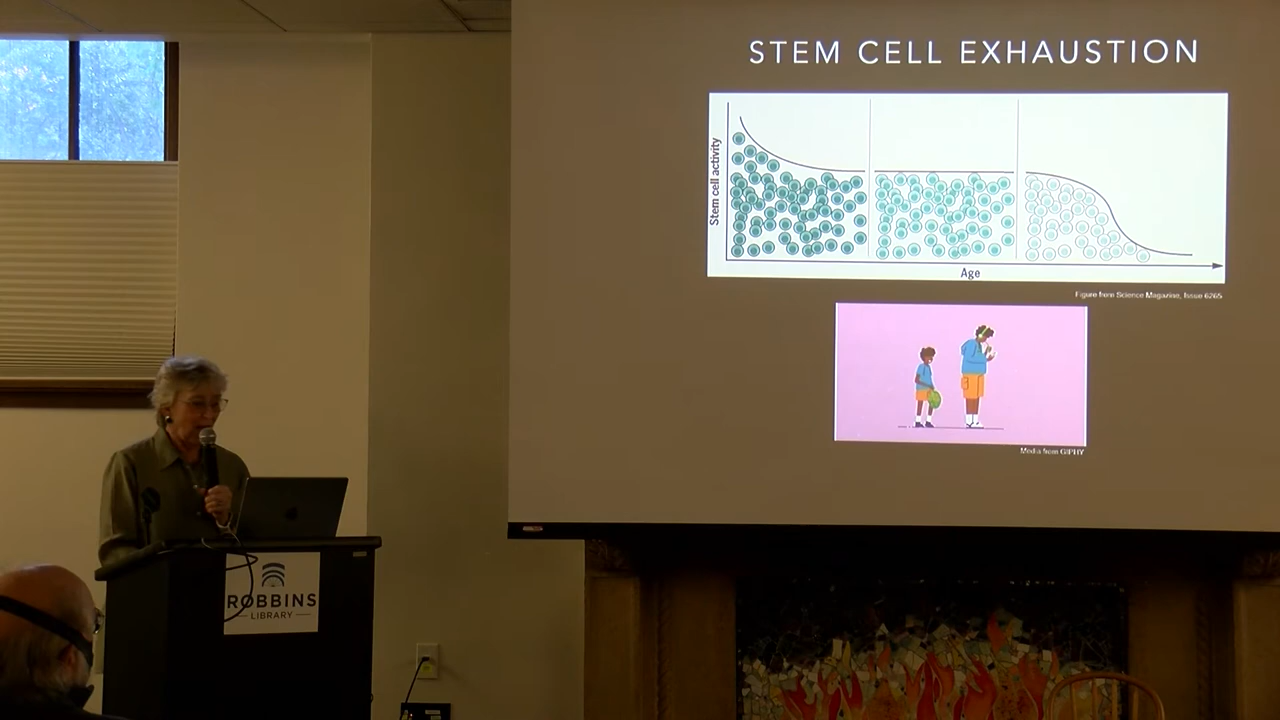 STEM CELL EXHAUSTION
Stem cell activity
Age
Figure from Science Magazine, Issue 6265
Media from GIPHY
ROBBINS
LIBRARY